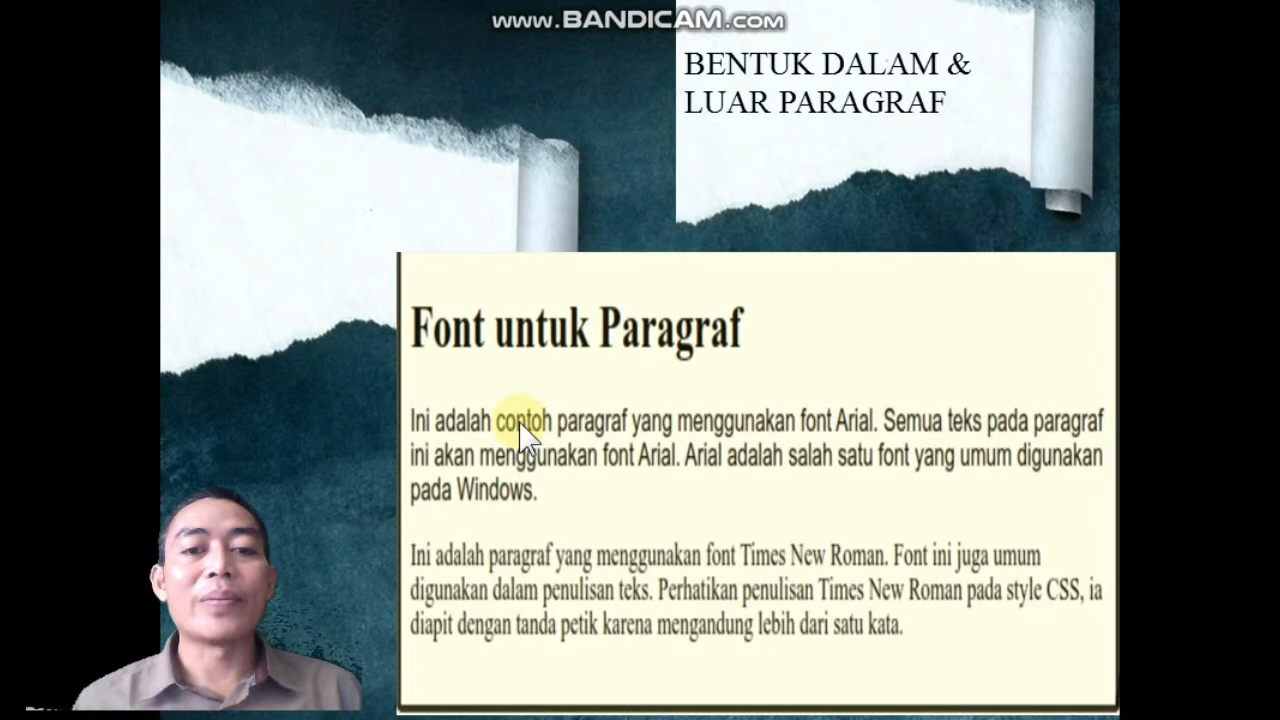 www.BANDICAM.com
BENTUK DALAM &
LUAR PARAGRAF
Font untuk Paragraf
Ini adalah contoh paragraf yang menggunakan font Arial. Semua teks pada paragraf
ini akan menggunakan font Arial. Arial adalah salah satu font yang umum digunakan
pada Windows.
Ini adalah paragraf yang menggunakan font Times New Roman. Font ini juga umum
digunakan dalam penulisan teks. Perhatikan penulisan Times New Roman pada style CSS, ia
diapit dengan tanda petik karena mengandung lebih dari satu kata.